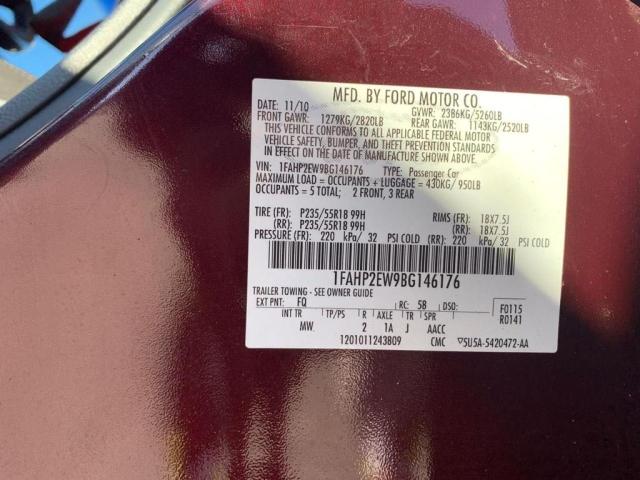 MFD. BY FORD MOTOR CO.
DATE: 11/10 GVWR: 2386KG/5260LB
FRONT GAWR: 1279KG/2820LB REAR GAWR: 1143KG/2520LB
THIS VEHICLE CONFORMS TO ALL APPLICABLE FEDERAL MOTOR
VEHICLE SAFETY, BUMPER, AND THEFT PREVENTION STANDARDS
IN EFFECT ON THE DATE OF MANUFACTURE SHOWN ABOVE.
VIN: 1FAHP2EW9BG146176 TYPE: Passenger Car
MAXIMUM LOAD = OCCUPANTS + LUGGAGE = 430KG/950LB
OCCUPANTS = 5 TOTAL: 2 FRONT, 3 REAR
TIRE (FR): P235/55R18 99H RIMS (FR): 18X7.5J
(RR): P235/55R18 99H (RR): 18X7.5J
PRESSURE (FR): 220 kPa/ 32 PSI COLD (RR): 220 kPa/ 32 PSI COLD
1FAHP2EW9BG146176
TRAILER TOWING - SEE OWNER GUIDE
EXT PNT: FQ RC: 5B DSO: F0115
R0141
INT TR TP/PS R AXLE TR SPR
MW. 2 1A J AACC
1201011243809 CMC 5U5A-5420472-AA